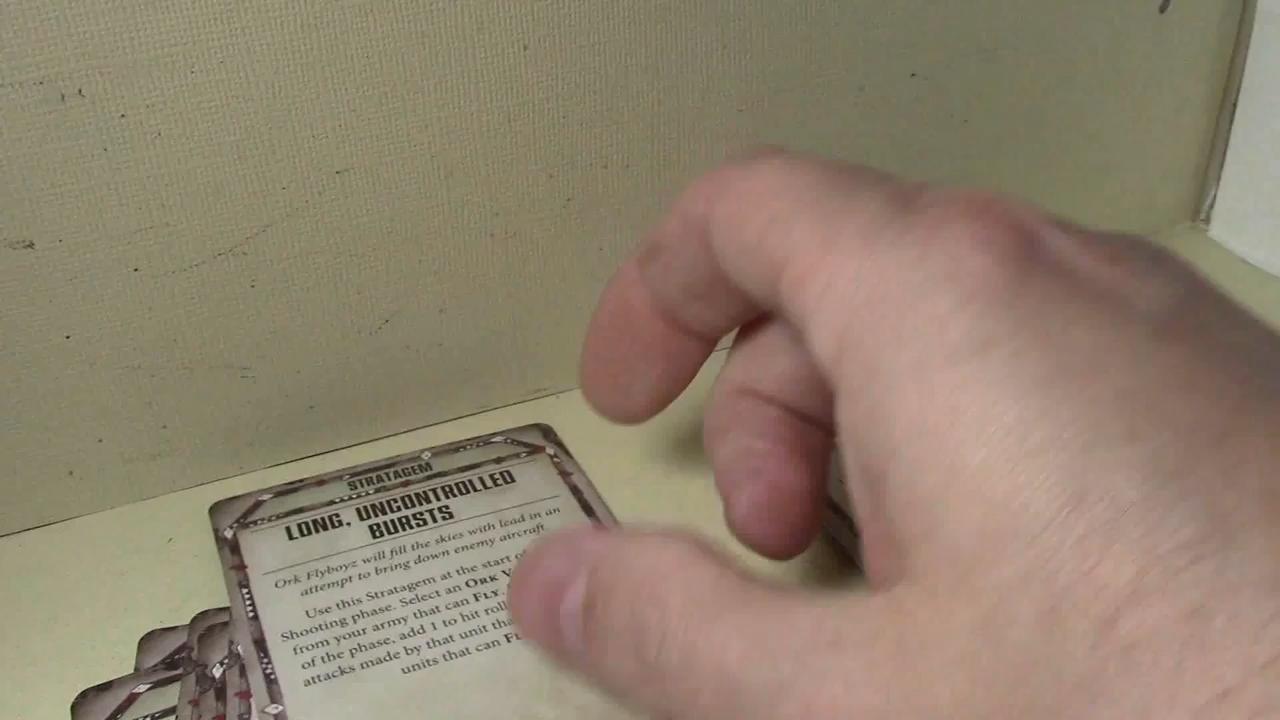 STRATAGEM
LONG, UNCONTROLLED
BURSTS
Ork Flyboyz will fill the skies with lead in an
attempt to bring down enemy aircraft.
Use this Stratagem at the start of
Shooting phase. Select an ORK
from your army that can FLY.
of the phase, add 1 to hit
attacks made by that unit
units that can